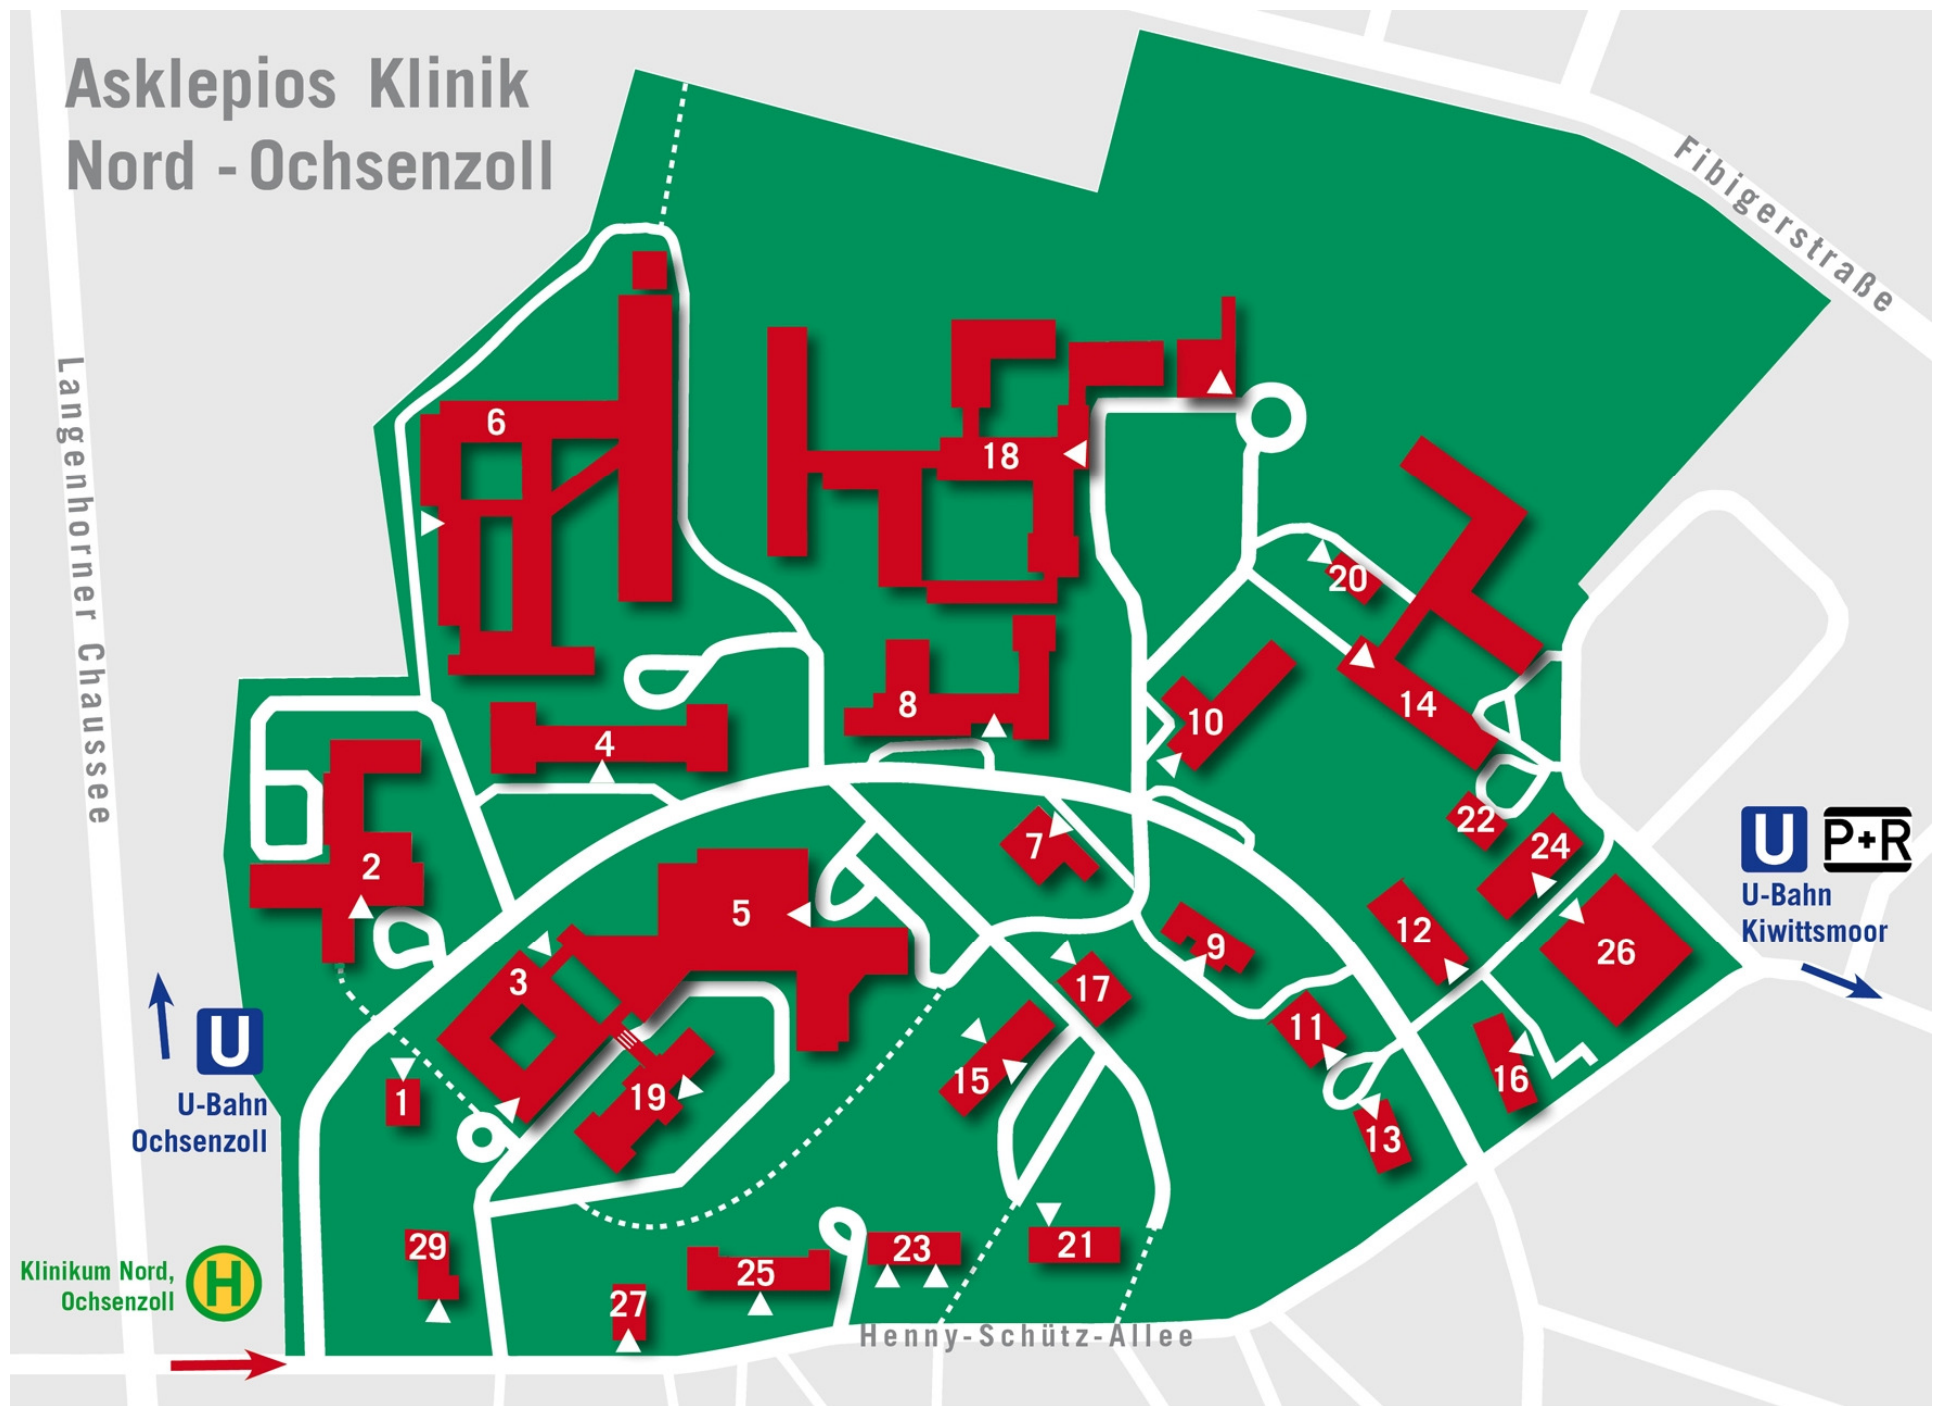 Asklepios Klinik
Nord - Ochsenzoll
Fibigerstraße
Langenhorner Chaussee
6
18
20
14
10
8
4
2
5
7
22
24
12
26
9
3
17
11
15
16
1
19
13
29
23
21
25
27
U
P+R
U-Bahn
Kiwittsmoor
U
U-Bahn
Ochsenzoll
Klinikum Nord,
Ochsenzoll
H
Henny-Schütz-Allee